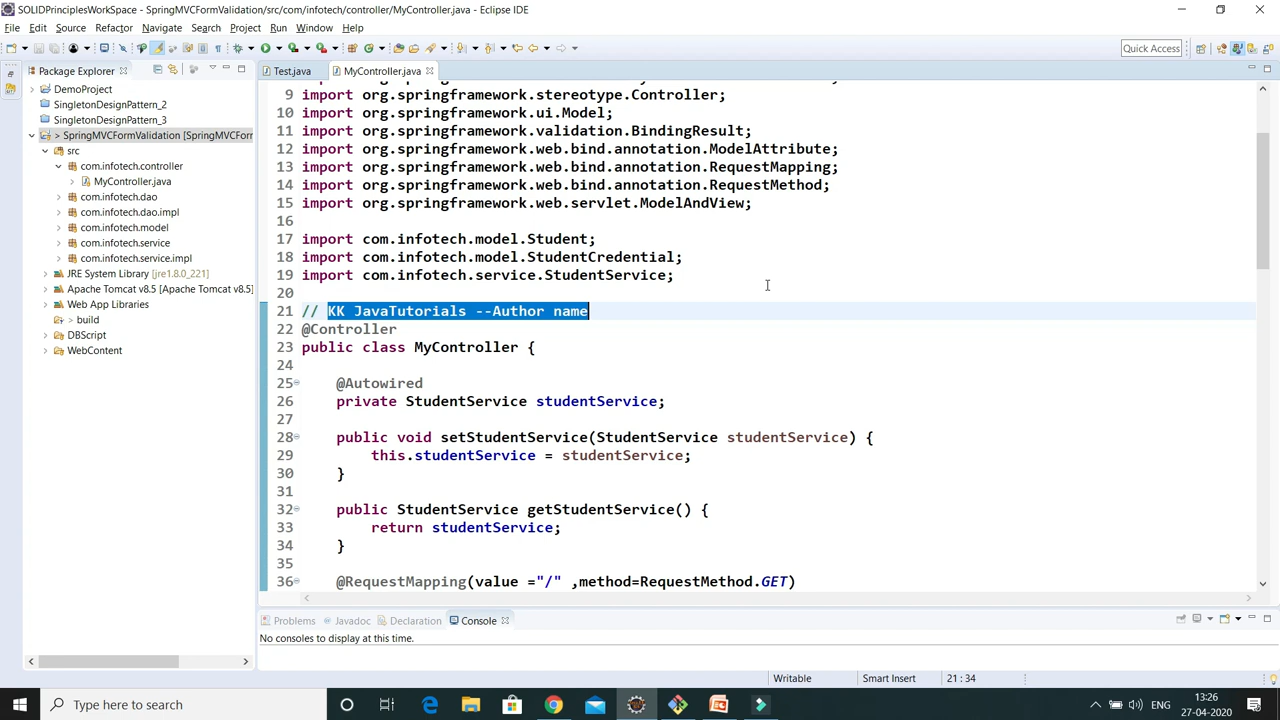 SOLIDPrinciplesWorkSpace - SpringMVCFormValidation/src/com/infotech/controller/MyController.java - Eclipse IDE
File Edit Source Refactor Navigate Search Project Run Window Help
Quick Access
Package Explorer
Test.java
MyController.java
DemoProject
SingletonDesignPattern_2
SingletonDesignPattern_3
> SpringMVCFormValidation [SpringMVCForr
src
com.infotech.controller
MyController.java
com.infotech.dao
com.infotech.dao.impl
com.infotech.model
com.infotech.service
com.infotech.service.impl
JRE System Library [jre1.8.0_221]
Apache Tomcat v8.5 [Apache Tomcat v8.5]
Web App Libraries
> build
DBScript
WebContent
9 import org.springframework.stereotype.Controller;
10 import org.springframework.ui.Model;
11 import org.springframework.validation.BindingResult;
12 import org.springframework.web.bind.annotation.ModelAttribute;
13 import org.springframework.web.bind.annotation.RequestMapping;
14 import org.springframework.web.bind.annotation.RequestMethod;
15 import org.springframework.web.servlet.ModelAndView;
16
17 import com.infotech.model.Student;
18 import com.infotech.model.StudentCredential;
19 import com.infotech.service.StudentService;
20
21 // KK JavaTutorials --Author name
22 @Controller
23 public class MyController {
24
25 @Autowired
26 private StudentService studentService;
27
28 public void setStudentService(StudentService studentService) {
29 this.studentService = studentService;
30 }
31
32 public StudentService getStudentService() {
33 return studentService;
34 }
35
36 @RequestMapping(value ="/" ,method=RequestMethod.GET)
Problems Javadoc Declaration Console
No consoles to display at this time.
Writable Smart Insert 21 : 34
Type here to search
ENG
13:26
27-04-2020